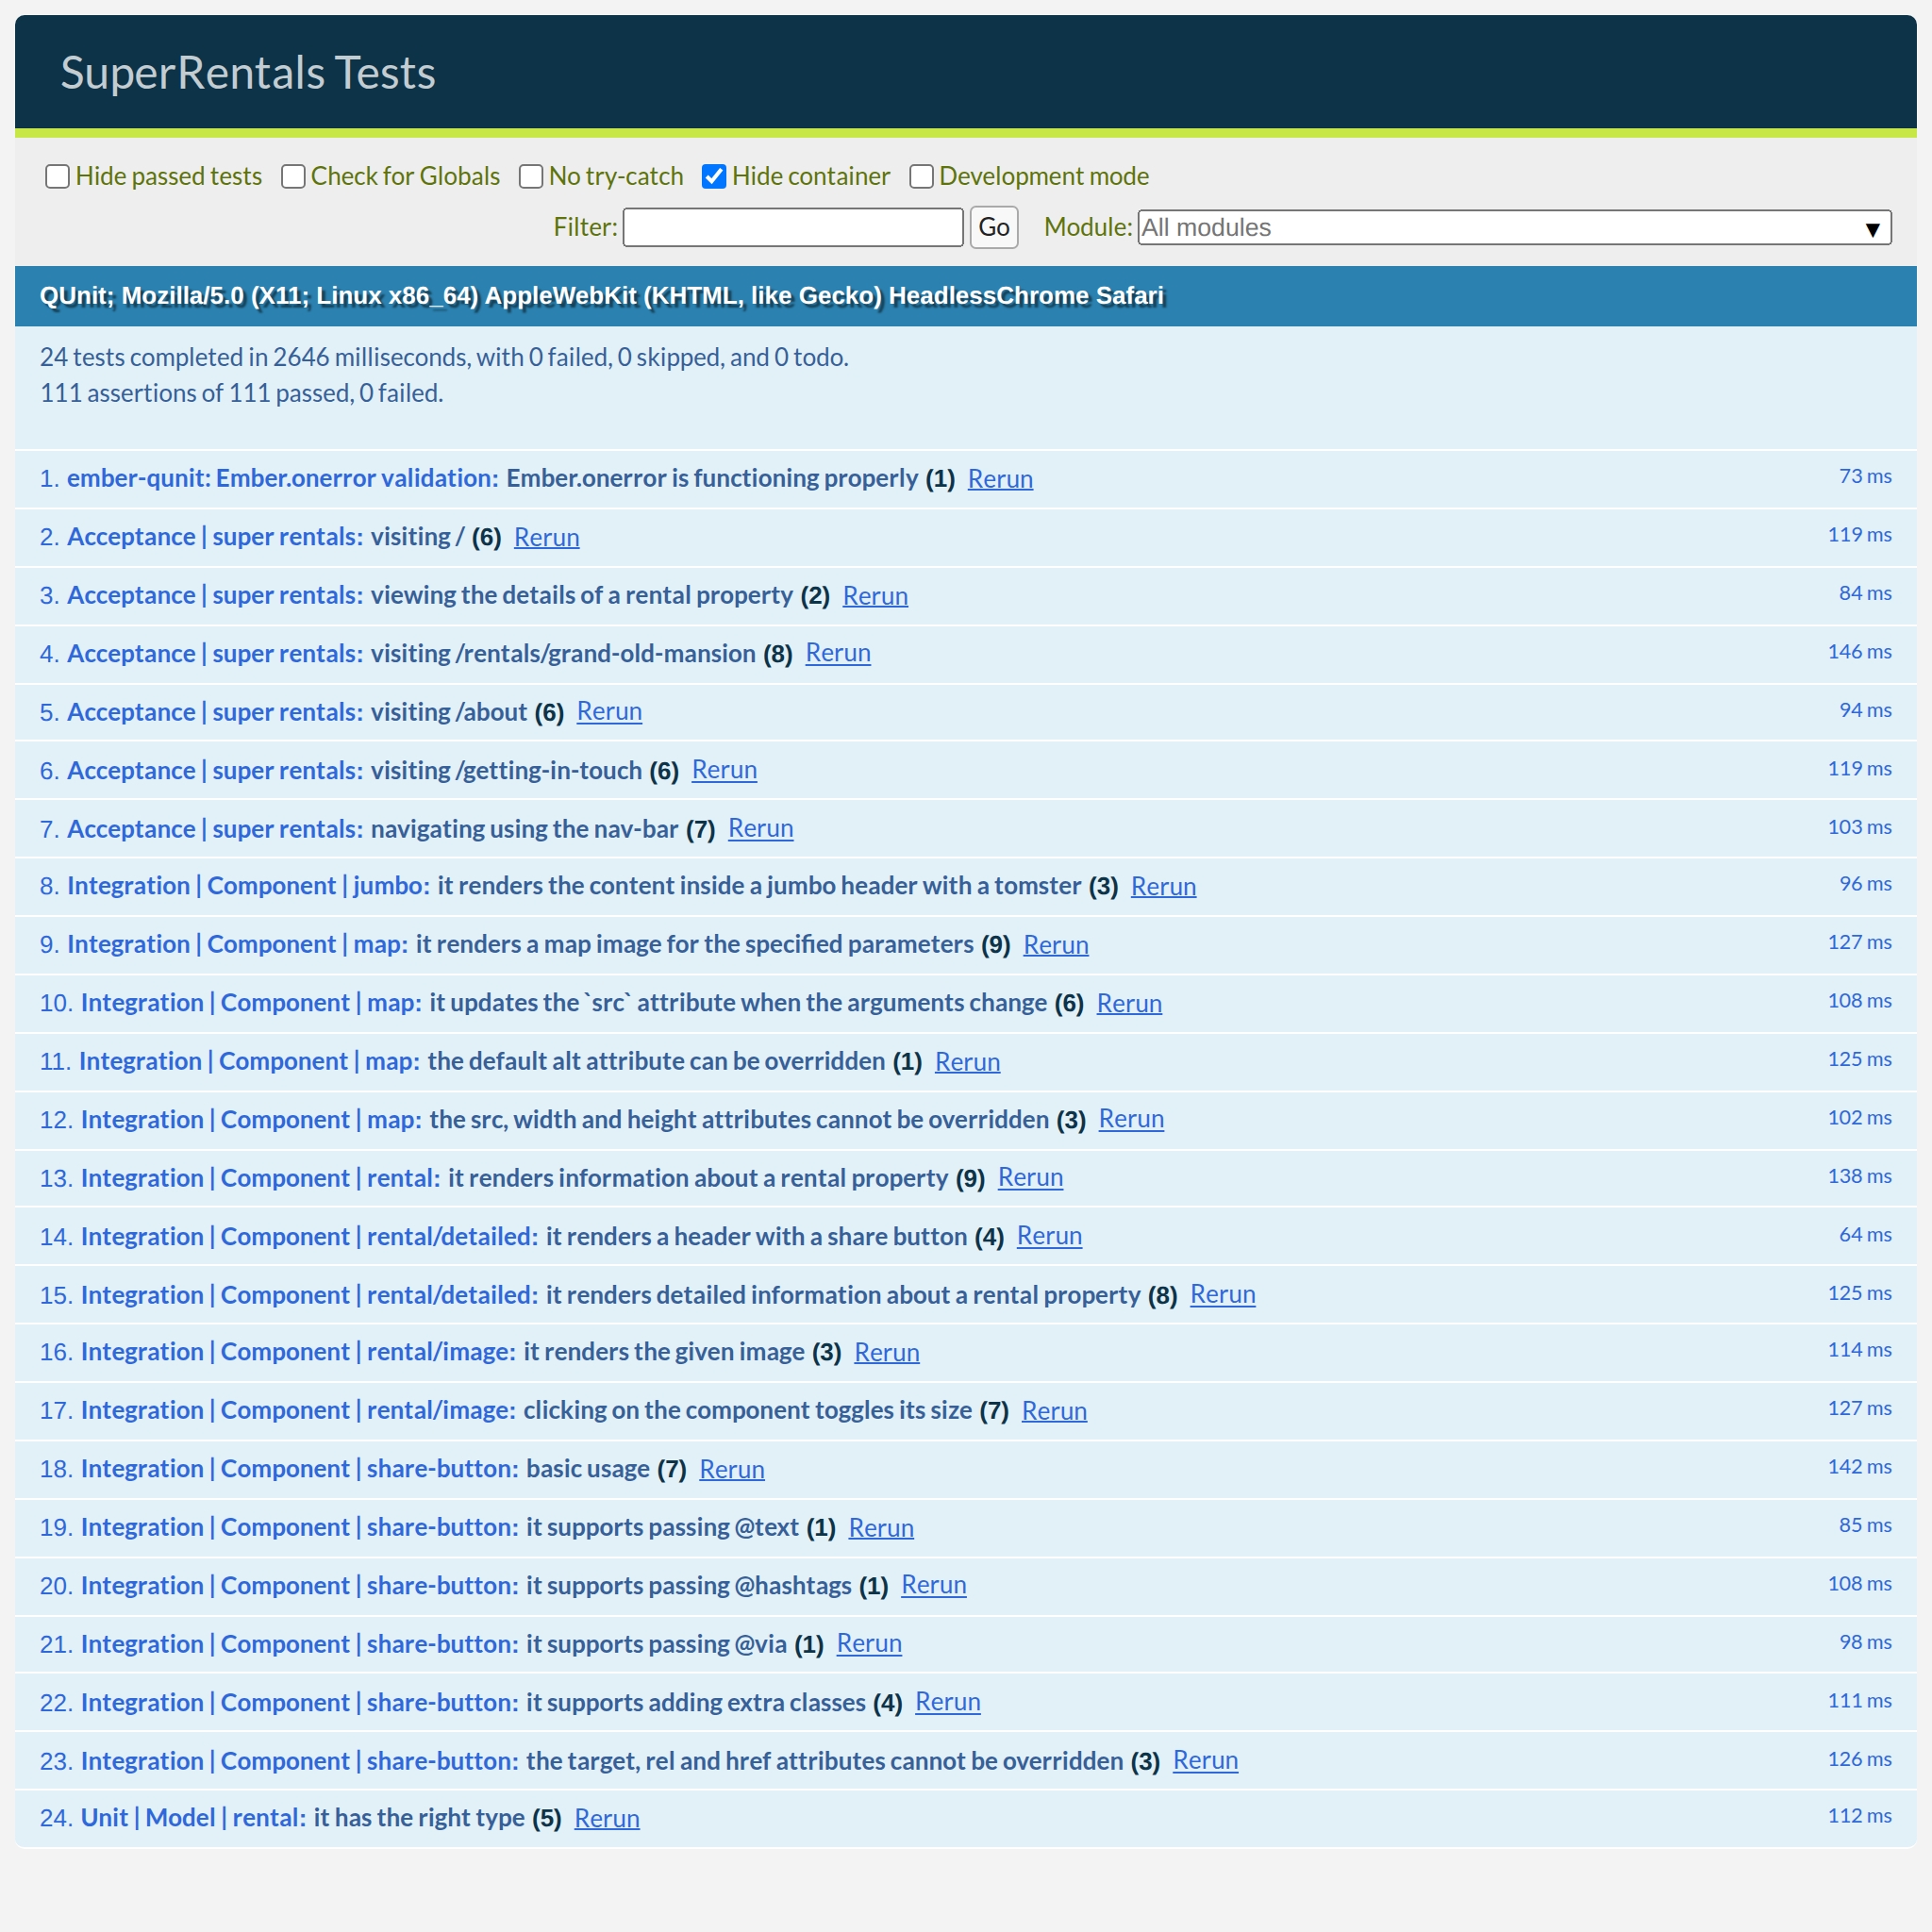 SuperRentals Tests
Hide passed tests Check for Globals No try-catch Hide container Development mode
Filter: Go Module: All modules ▼
QUnit; Mozilla/5.0 (X11; Linux x86_64) AppleWebKit (KHTML, like Gecko) HeadlessChrome Safari
24 tests completed in 2646 milliseconds, with 0 failed, 0 skipped, and 0 todo.
111 assertions of 111 passed, 0 failed.
1. ember-qunit: Ember.onerror validation: Ember.onerror is functioning properly (1) Rerun 73 ms
2. Acceptance | super rentals: visiting / (6) Rerun 119 ms
3. Acceptance | super rentals: viewing the details of a rental property (2) Rerun 84 ms
4. Acceptance | super rentals: visiting /rentals/grand-old-mansion (8) Rerun 146 ms
5. Acceptance | super rentals: visiting /about (6) Rerun 94 ms
6. Acceptance | super rentals: visiting /getting-in-touch (6) Rerun 119 ms
7. Acceptance | super rentals: navigating using the nav-bar (7) Rerun 103 ms
8. Integration | Component | jumbo: it renders the content inside a jumbo header with a tomster (3) Rerun 96 ms
9. Integration | Component | map: it renders a map image for the specified parameters (9) Rerun 127 ms
10. Integration | Component | map: it updates the `src` attribute when the arguments change (6) Rerun 108 ms
11. Integration | Component | map: the default alt attribute can be overridden (1) Rerun 125 ms
12. Integration | Component | map: the src, width and height attributes cannot be overridden (3) Rerun 102 ms
13. Integration | Component | rental: it renders information about a rental property (9) Rerun 138 ms
14. Integration | Component | rental/detailed: it renders a header with a share button (4) Rerun 64 ms
15. Integration | Component | rental/detailed: it renders detailed information about a rental property (8) Rerun 125 ms
16. Integration | Component | rental/image: it renders the given image (3) Rerun 114 ms
17. Integration | Component | rental/image: clicking on the component toggles its size (7) Rerun 127 ms
18. Integration | Component | share-button: basic usage (7) Rerun 142 ms
19. Integration | Component | share-button: it supports passing @text (1) Rerun 85 ms
20. Integration | Component | share-button: it supports passing @hashtags (1) Rerun 108 ms
21. Integration | Component | share-button: it supports passing @via (1) Rerun 98 ms
22. Integration | Component | share-button: it supports adding extra classes (4) Rerun 111 ms
23. Integration | Component | share-button: the target, rel and href attributes cannot be overridden (3) Rerun 126 ms
24. Unit | Model | rental: it has the right type (5) Rerun 112 ms